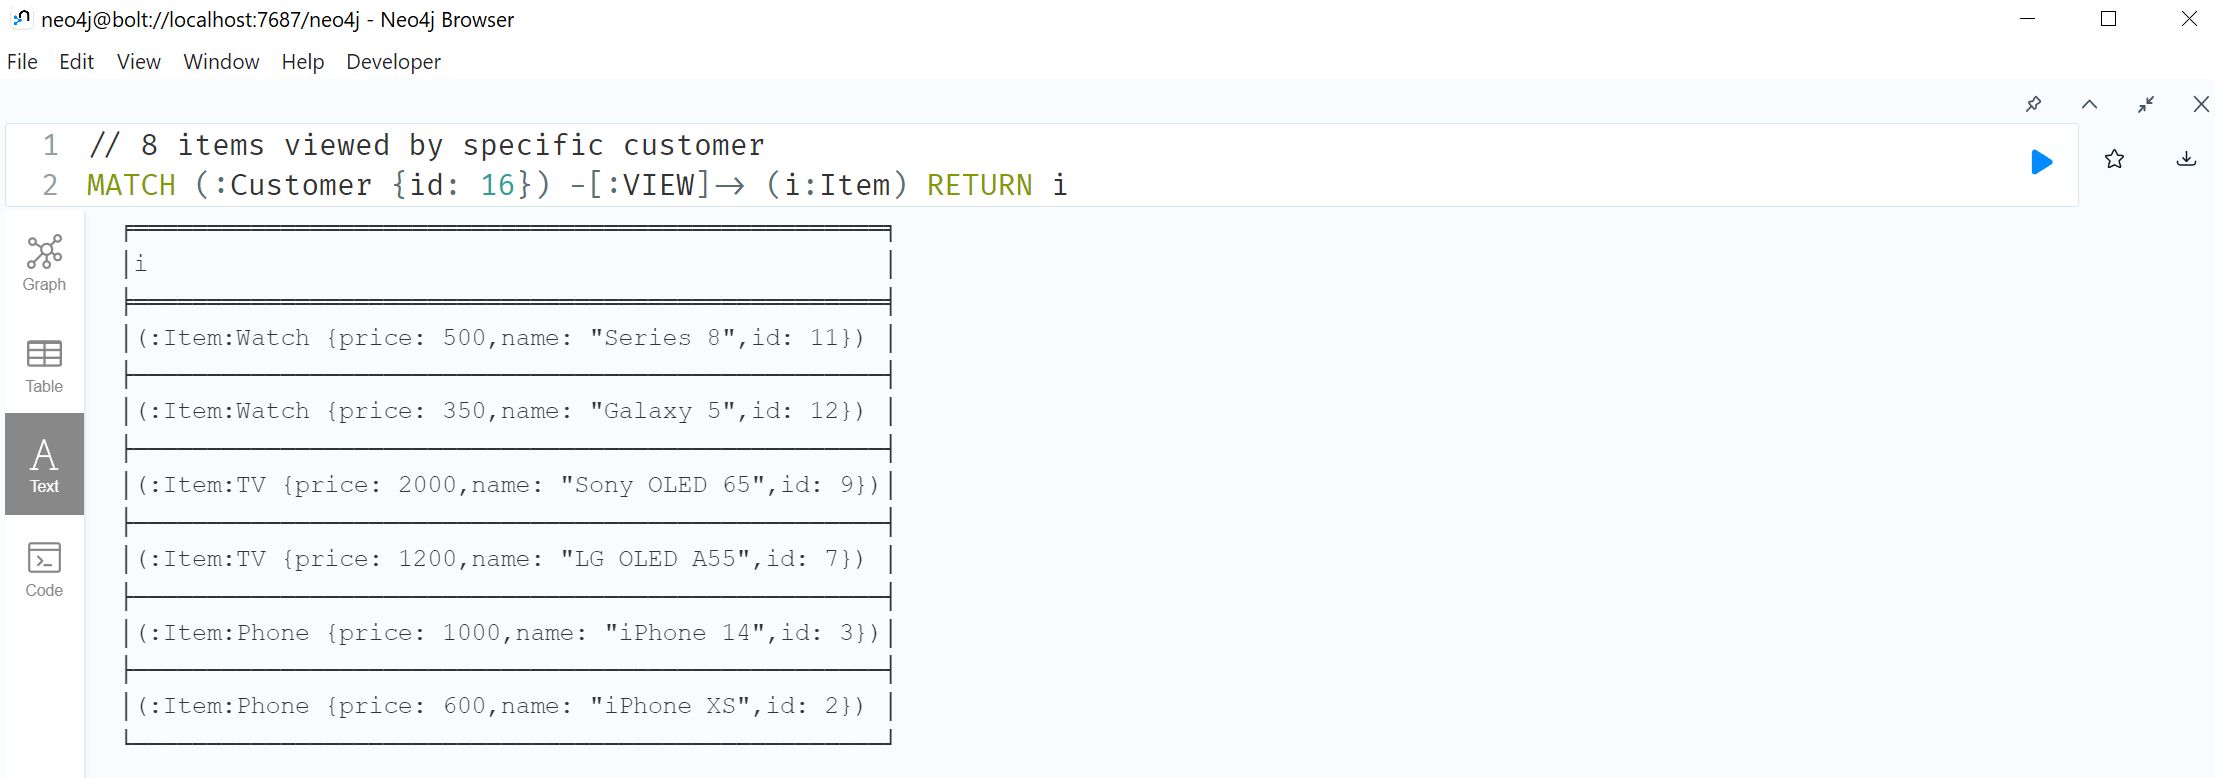 neo4j@bolt://localhost:7687/neo4j - Neo4j Browser
File Edit View Window Help Developer
1 // 8 items viewed by specific customer
2 MATCH (:Customer {id: 16}) -[:VIEW]-> (i:Item) RETURN i
Graph
Table
Text
Code
i
(:Item:Watch {price: 500,name: "Series 8",id: 11})
(:Item:Watch {price: 350,name: "Galaxy 5",id: 12})
(:Item:TV {price: 2000,name: "Sony OLED 65",id: 9})
(:Item:TV {price: 1200,name: "LG OLED A55",id: 7})
(:Item:Phone {price: 1000,name: "iPhone 14",id: 3})
(:Item:Phone {price: 600,name: "iPhone XS",id: 2})